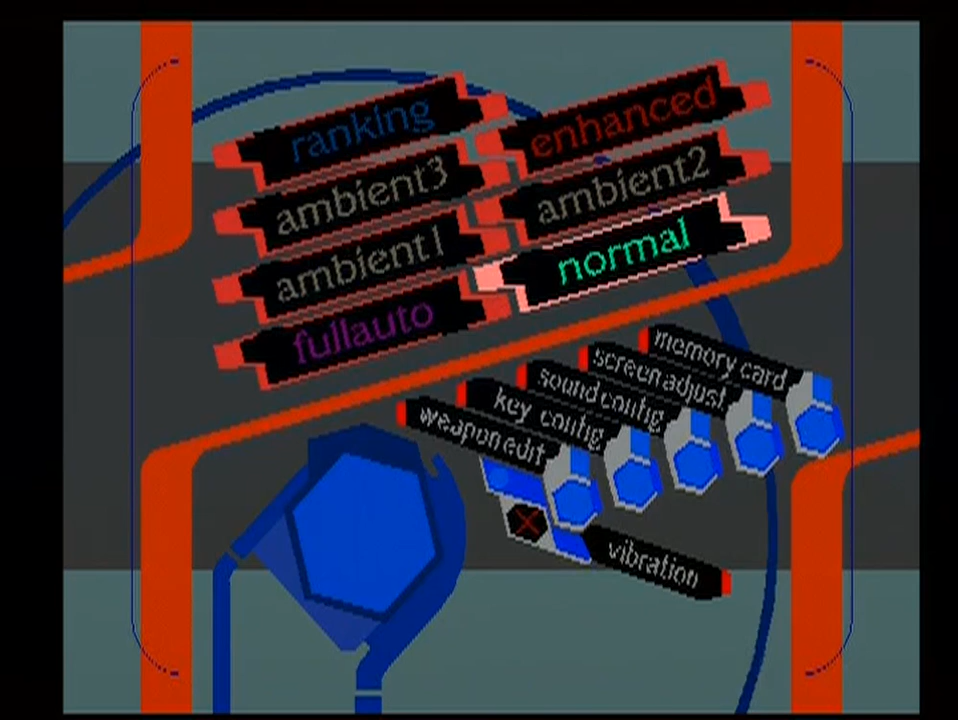 ranking
enhanced
ambient3
ambient2
ambient1
normal
fullauto
memory card
screen adjust
sound config
key config
weapon edit
vibration